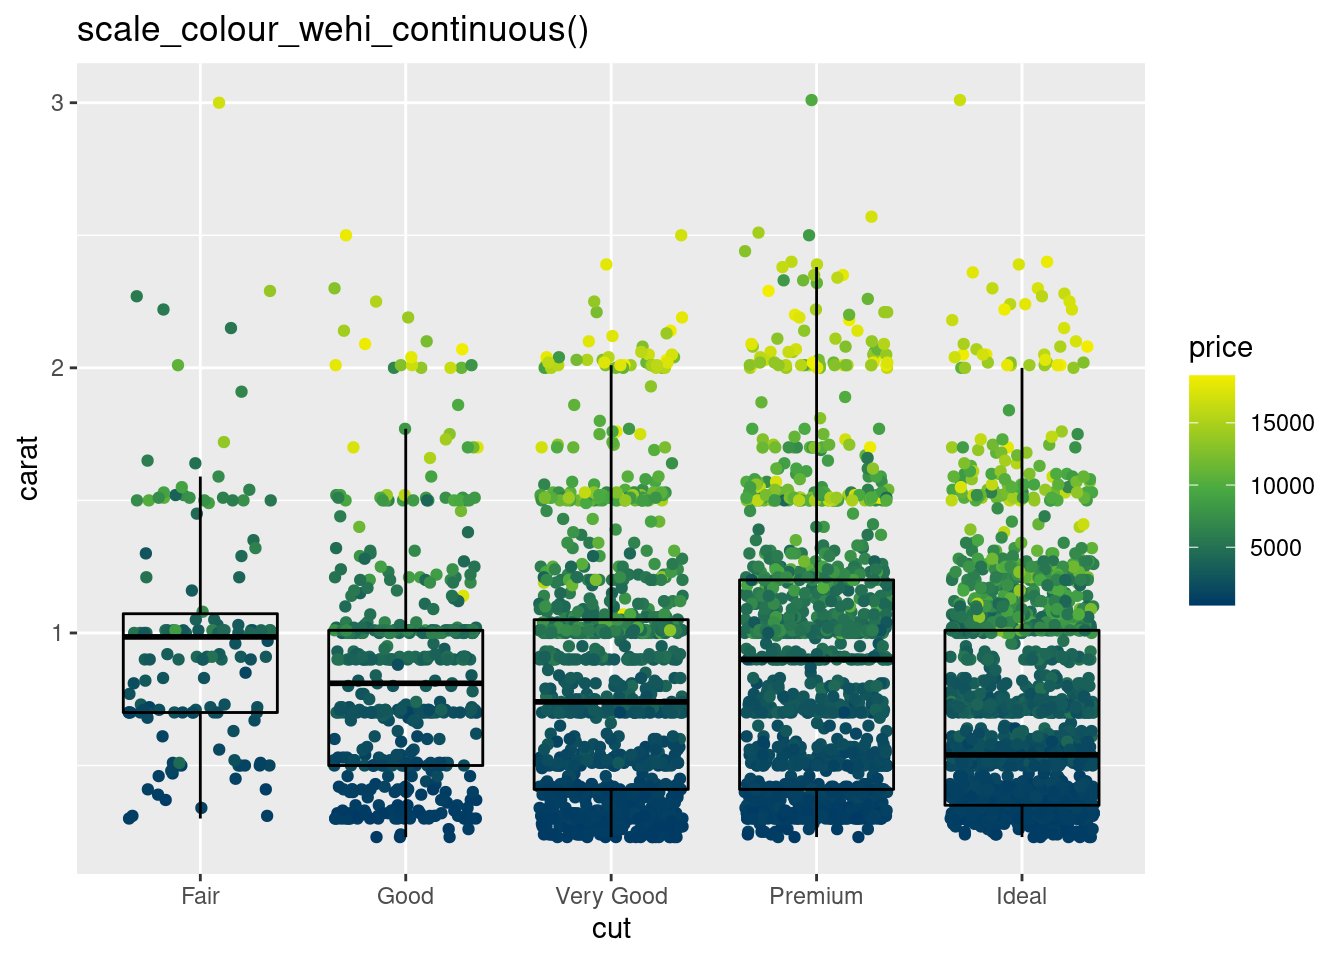 scale_colour_wehi_continuous()
3
2
1
carat
Fair Good Very Good Premium Ideal
cut
price
15000
10000
5000